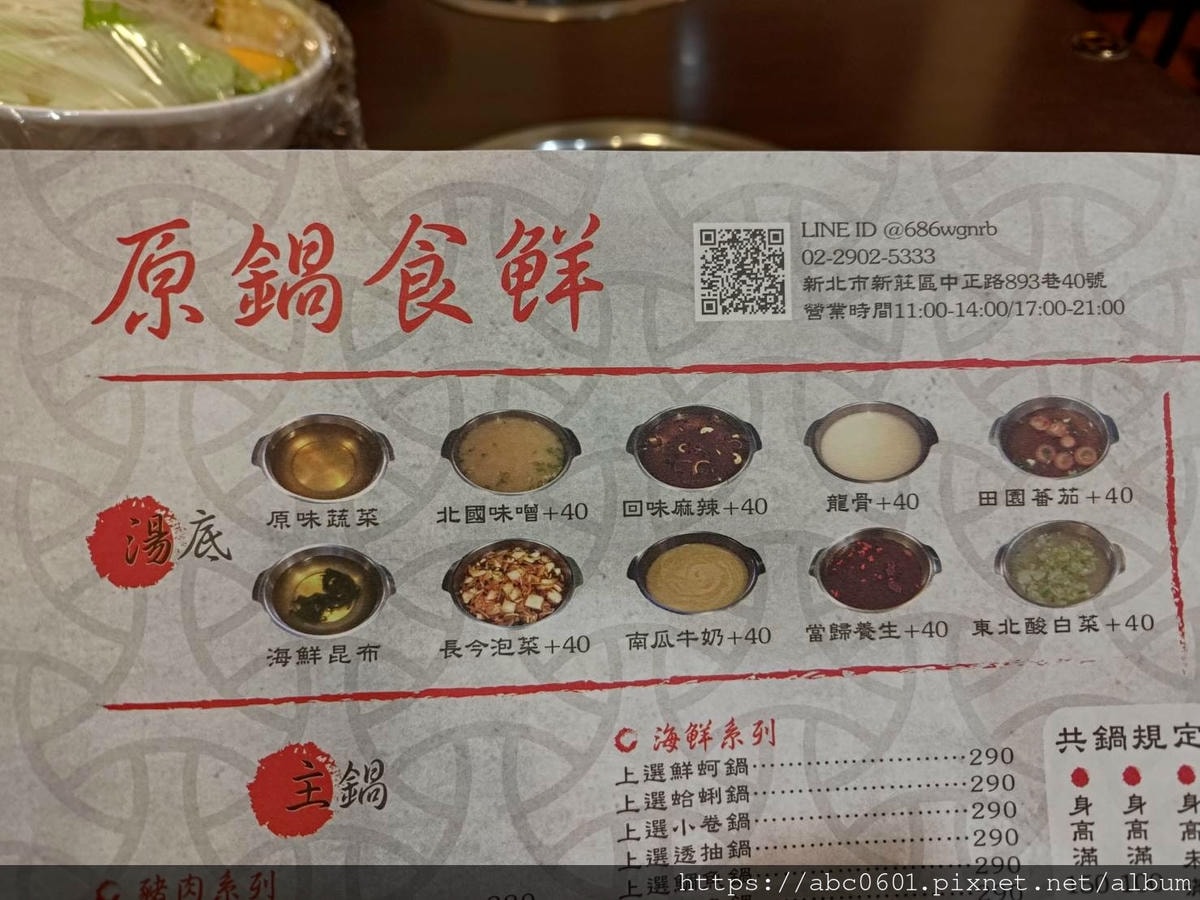 原鍋食鮮
LINE ID @686wgnrb
02-2902-5333
新北市新莊區中正路893巷40號
營業時間11:00-14:00/17:00-21:00
湯底
原味蔬菜
北國味噌+40
回味麻辣+40
龍骨+40
田園蕃茄+40
海鮮昆布
長今泡菜+40
南瓜牛奶+40
當歸養生+40
東北酸白菜+40
主鍋
海鮮系列
上選鮮蚵鍋⋯⋯⋯⋯290
上選蛤蜊鍋⋯⋯⋯⋯290
上選小卷鍋⋯⋯⋯⋯290
上選透抽鍋⋯⋯⋯⋯290
上選
290
共鍋規定
身高滿
身高滿
身高未
豬肉系列
https://abc0601.pixnet.net/album